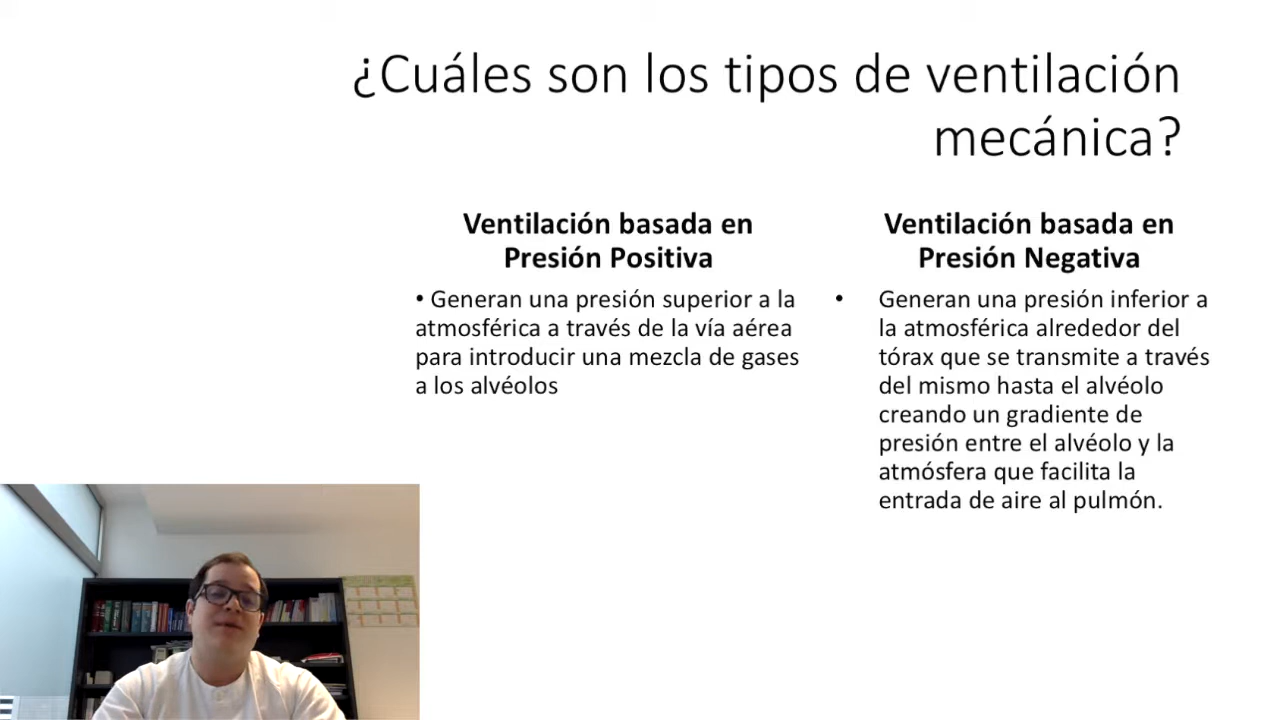 ¿Cuáles son los tipos de ventilación
mecánica?
Ventilación basada en
Presión Positiva
• Generan una presión superior a la
atmosférica a través de la vía aérea
para introducir una mezcla de gases
a los alvéolos
Ventilación basada en
Presión Negativa
• Generan una presión inferior a
la atmosférica alrededor del
tórax que se transmite a través
del mismo hasta el alvéolo
creando un gradiente de
presión entre el alvéolo y la
atmósfera que facilita la
entrada de aire al pulmón.